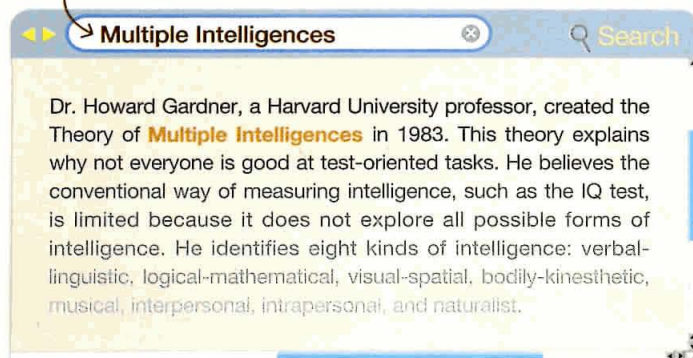 Multiple Intelligences
Search
Dr. Howard Gardner, a Harvard University professor, created the
Theory of Multiple Intelligences in 1983. This theory explains
why not everyone is good at test-oriented tasks. He believes the
conventional way of measuring intelligence, such as the IQ test,
is limited because it does not explore all possible forms of
intelligence. He identifies eight kinds of intelligence: verbal-
linguistic, logical-mathematical, visual-spatial, bodily-kinesthetic,
musical, interpersonal, intrapersonal, and naturalist.